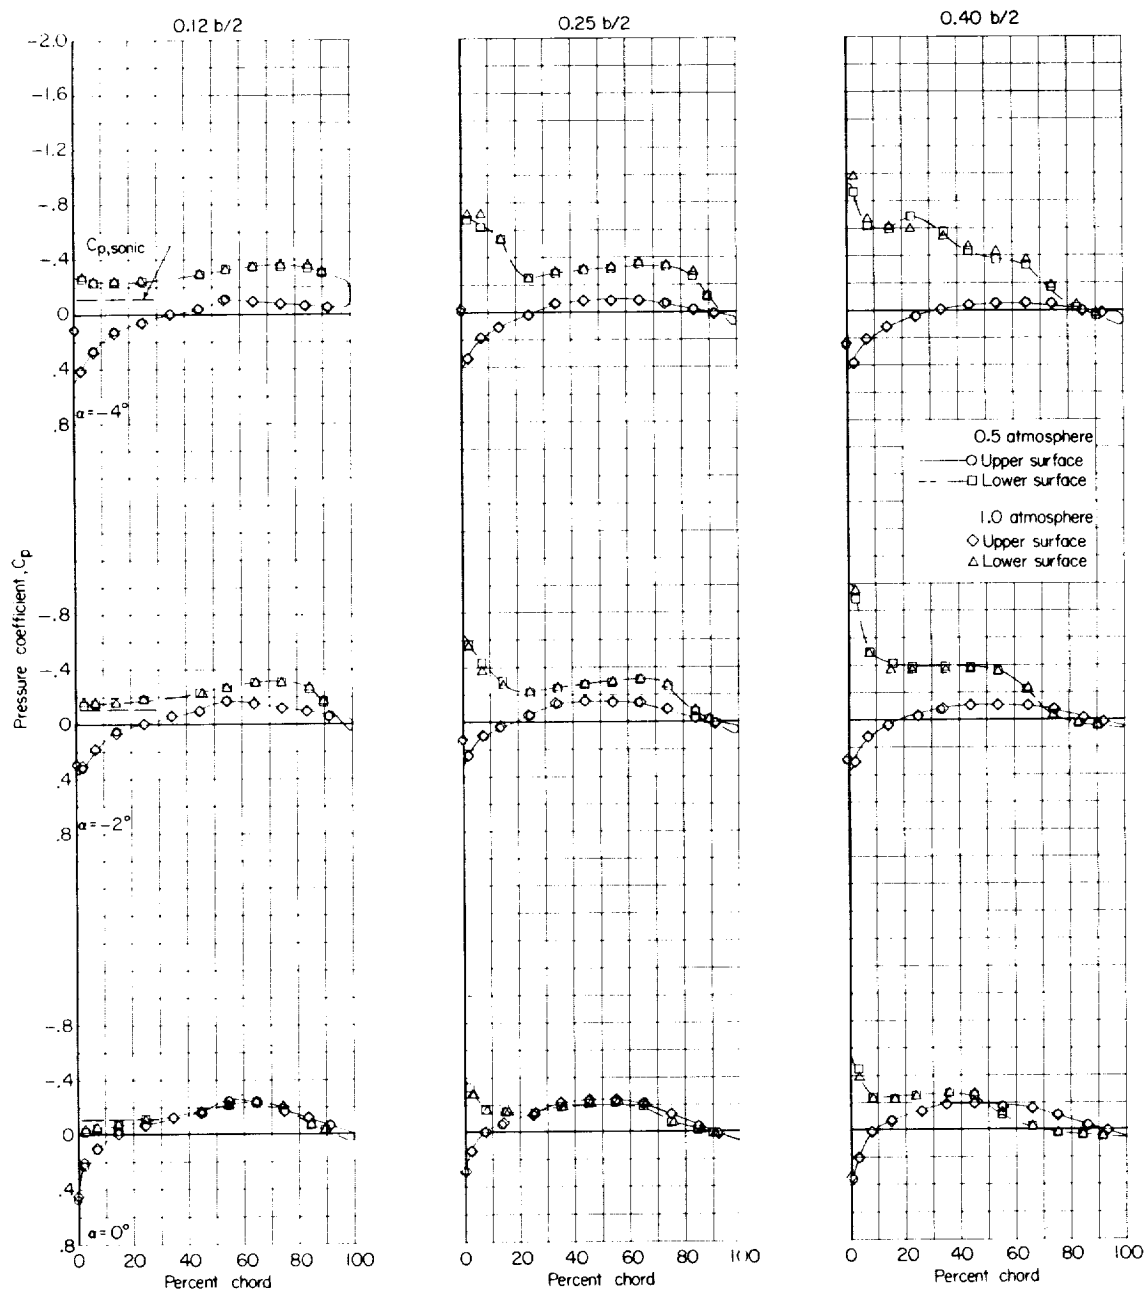 0.12 b/2
0.25 b/2
0.40 b/2
-2.0
-1.6
-1.2
-.8
Cp,sonic
-.4
0
.4
α=-4°
.8
0.5 atmosphere
Upper surface
Lower surface
1.0 atmosphere
Upper surface
Lower surface
Pressure coefficient, Cp
-.8
-.4
0
.4
α=-2°
.8
-.8
-.4
0
.4
α=0°
.8
0 20 40 60 80 100
Percent chord
0 20 40 60 80 100
Percent chord
0 20 40 60 80 100
Percent chord